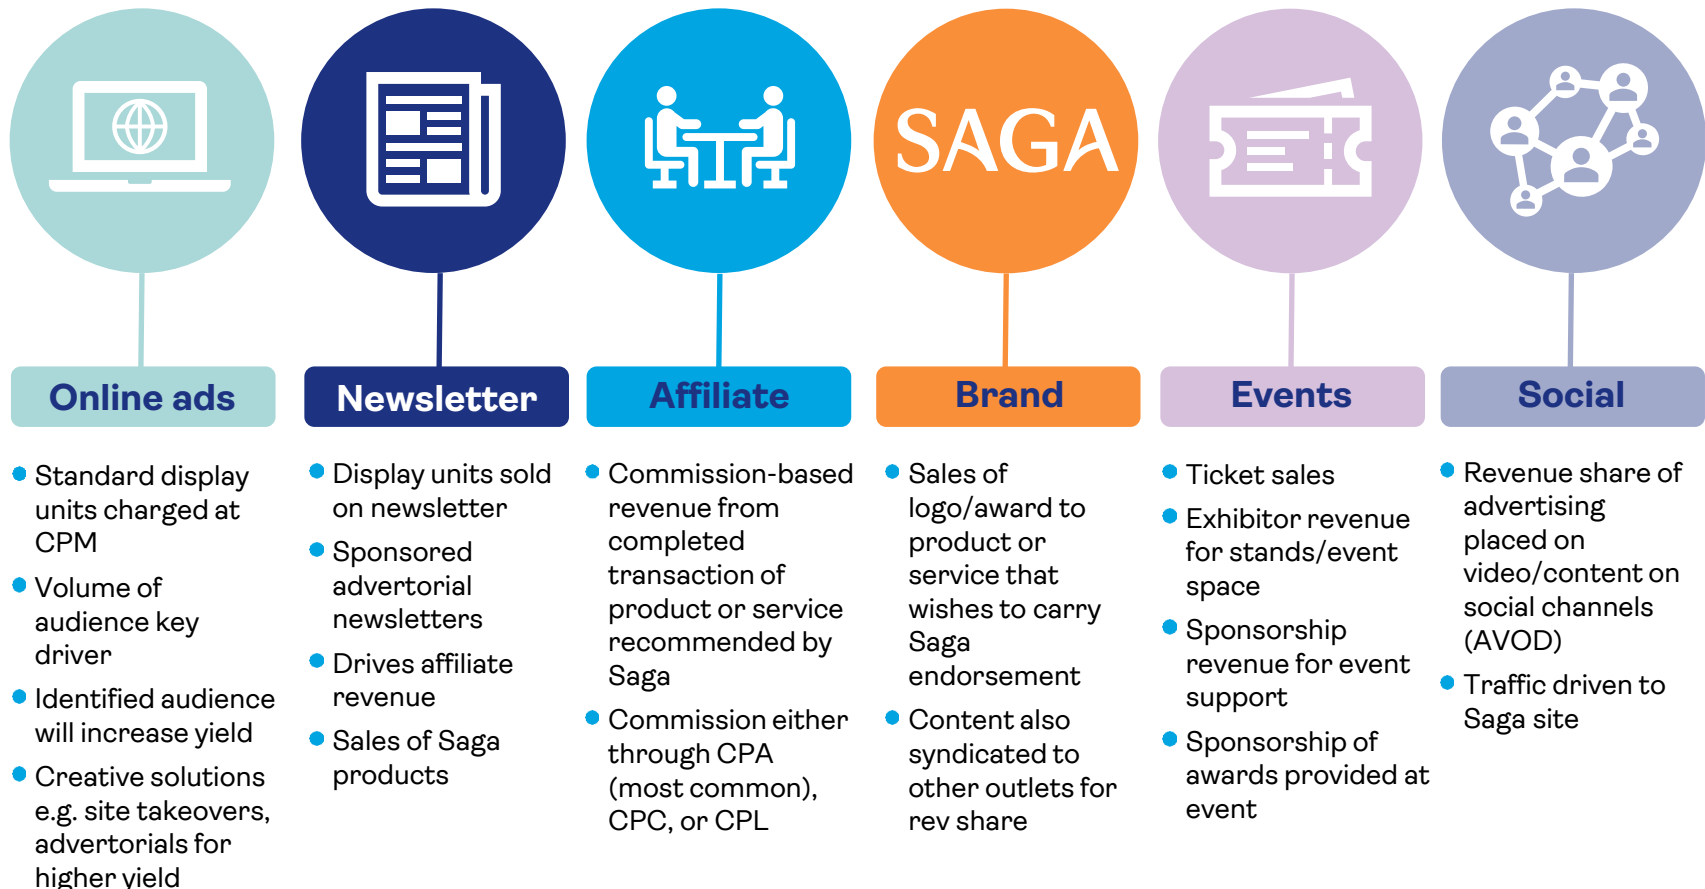 SAGA
Online ads
Standard display
units charged at
CPM
Volume of
audience key
driver
Identified audience
will increase yield
Creative solutions
e.g. site takeovers,
advertorials for
higher yield
Newsletter
Display units sold
on newsletter
Sponsored
advertorial
newsletters
Drives affiliate
revenue
Sales of Saga
products
Affiliate
Commission-based
revenue from
completed
transaction of
product or service
recommended by
Saga
Commission either
through CPA
(most common),
CPC, or CPL
Brand
Sales of
logo/award to
product or
service that
wishes to carry
Saga
endorsement
Content also
syndicated to
other outlets for
rev share
Events
Ticket sales
Exhibitor revenue
for stands/event
space
Sponsorship
revenue for event
support
Sponsorship of
awards provided at
event
Social
Revenue share of
advertising
placed on
video/content on
social channels
(AVOD)
Traffic driven to
Saga site